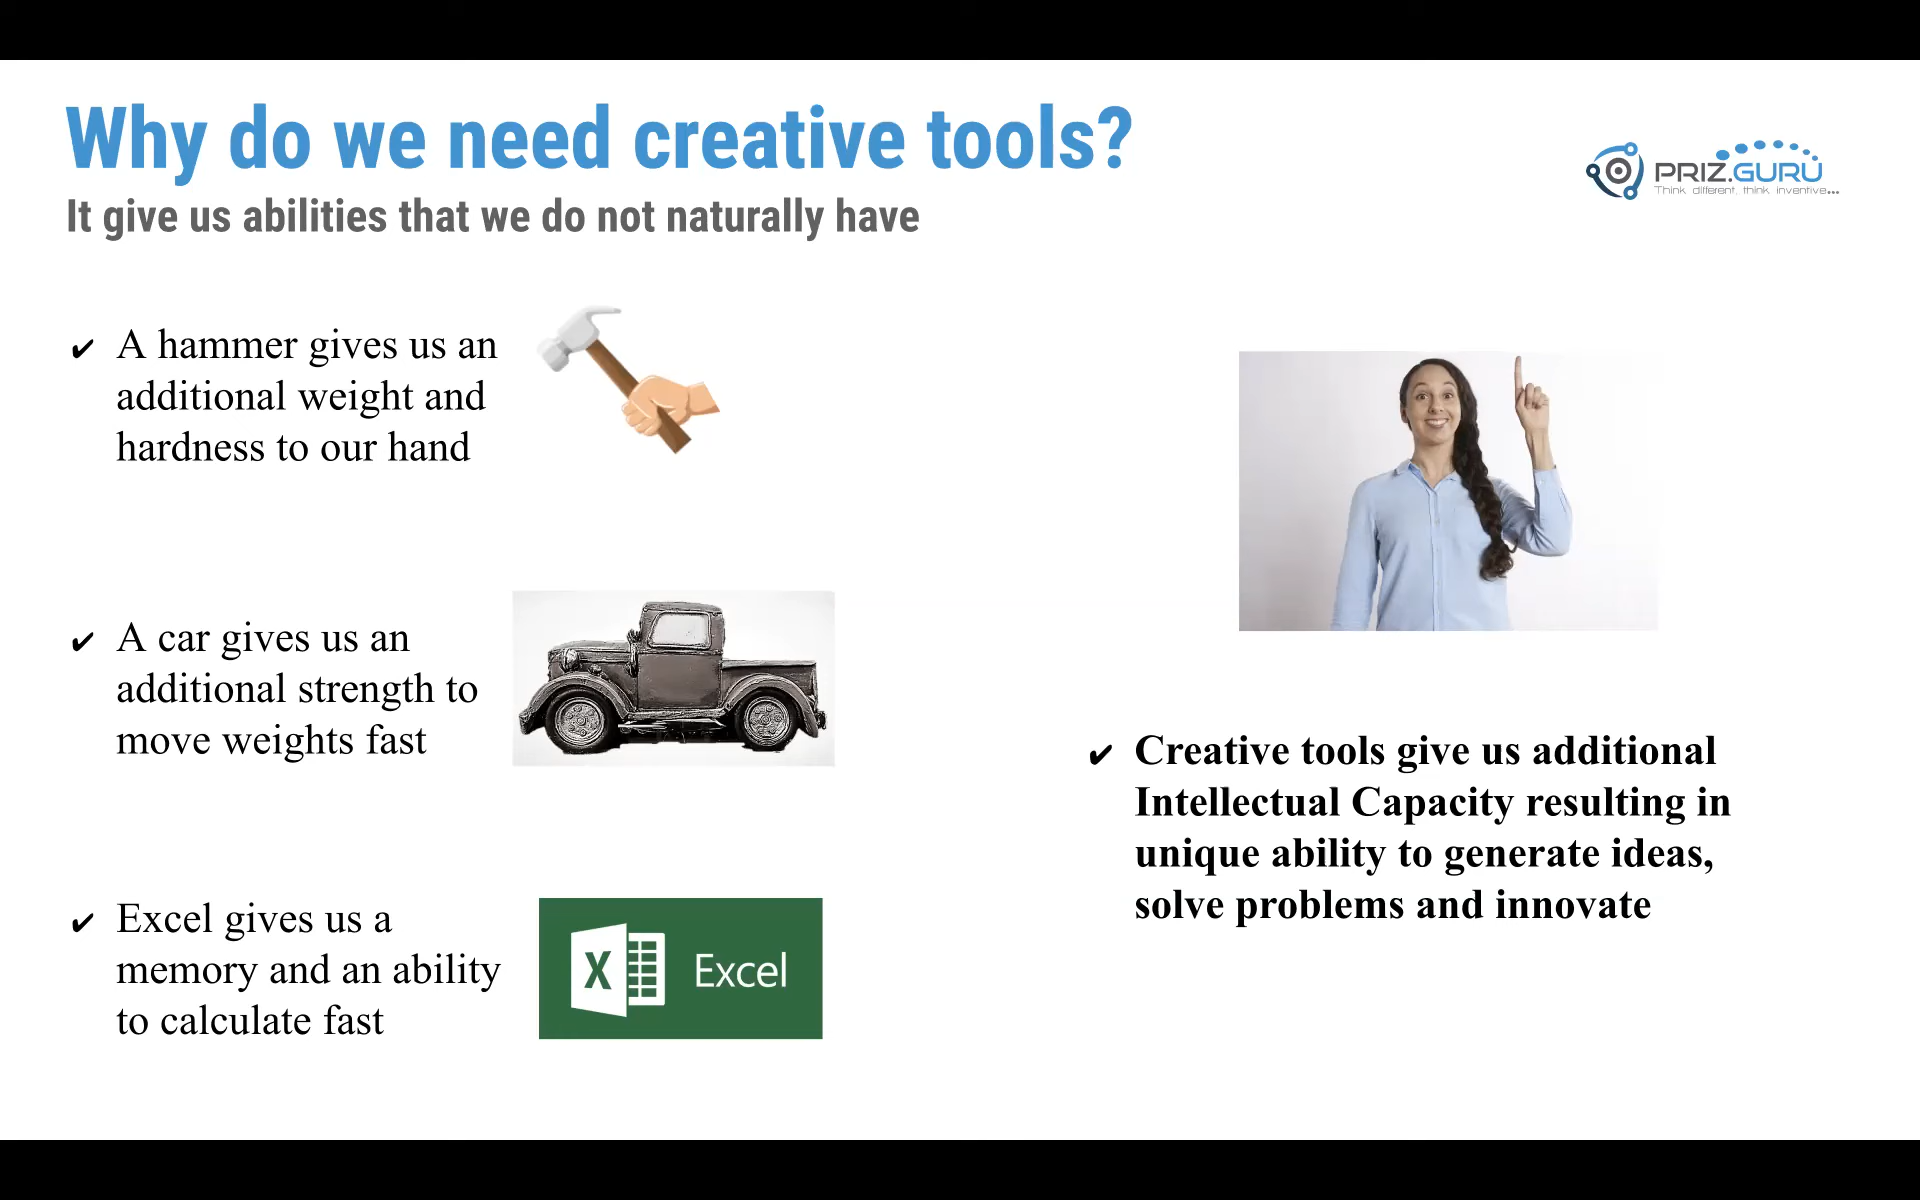 Why do we need creative tools?
It give us abilities that we do not naturally have
PRIZ.GURU
Think different, think inventive...
✔ A hammer gives us an
additional weight and
hardness to our hand
✔ A car gives us an
additional strength to
move weights fast
✔ Excel gives us a
memory and an ability
to calculate fast
X Excel
✔ Creative tools give us additional
Intellectual Capacity resulting in
unique ability to generate ideas,
solve problems and innovate